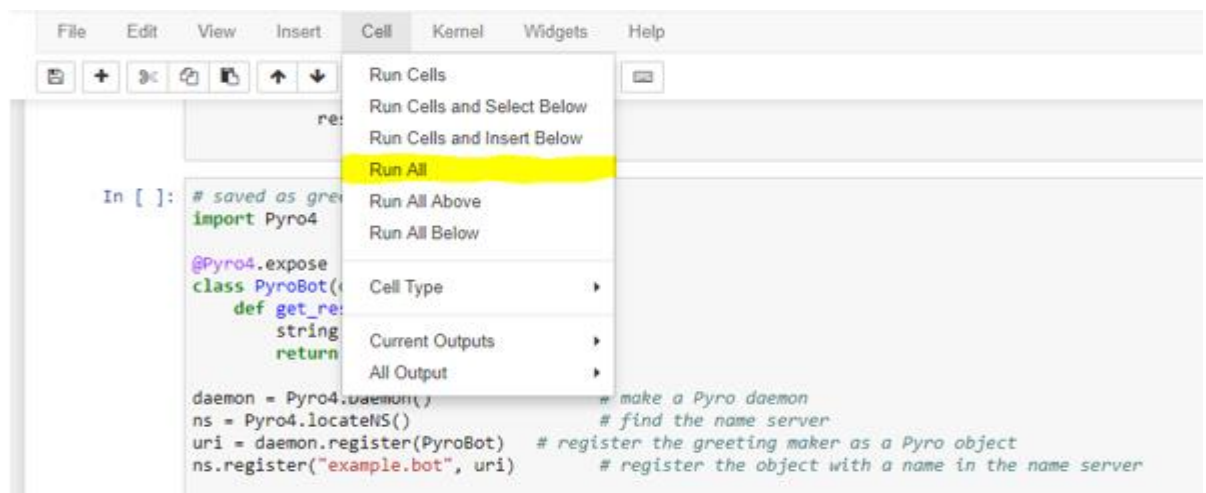 File Edit View Insert Cell Kernel Widgets Help
Run Cells
Run Cells and Select Below
Run Cells and Insert Below
Run All
Run All Above
Run All Below
Cell Type
Current Outputs
All Output
In [ ]: # saved as
import Pyro4
@Pyro4.expose
class PyroBot(
def
string
return
daemon = Pyro4.Daemon() # make a Pyro daemon
ns = Pyro4.locateNS() # find the name server
uri = daemon.register(PyroBot) # register the greeting maker as a Pyro object
ns.register("example.bot", uri) # register the object with a name in the name server